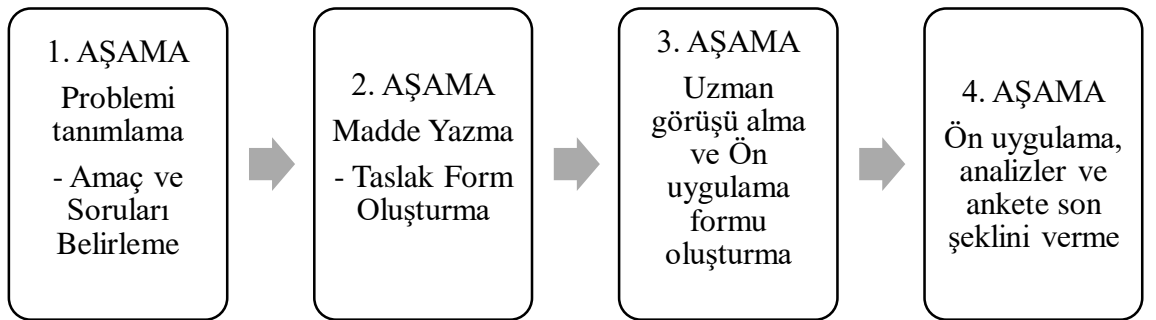 1. AŞAMA
Problemi
tanımlama
- Amaç ve
Soruları
Belirleme
2. AŞAMA
Madde Yazma
- Taslak Form
Oluşturma
3. AŞAMA
Uzman
görüşü alma
ve Ön
uygulama
formu
oluşturma
4. AŞAMA
Ön uygulama,
analizler ve
ankete son
şeklini verme